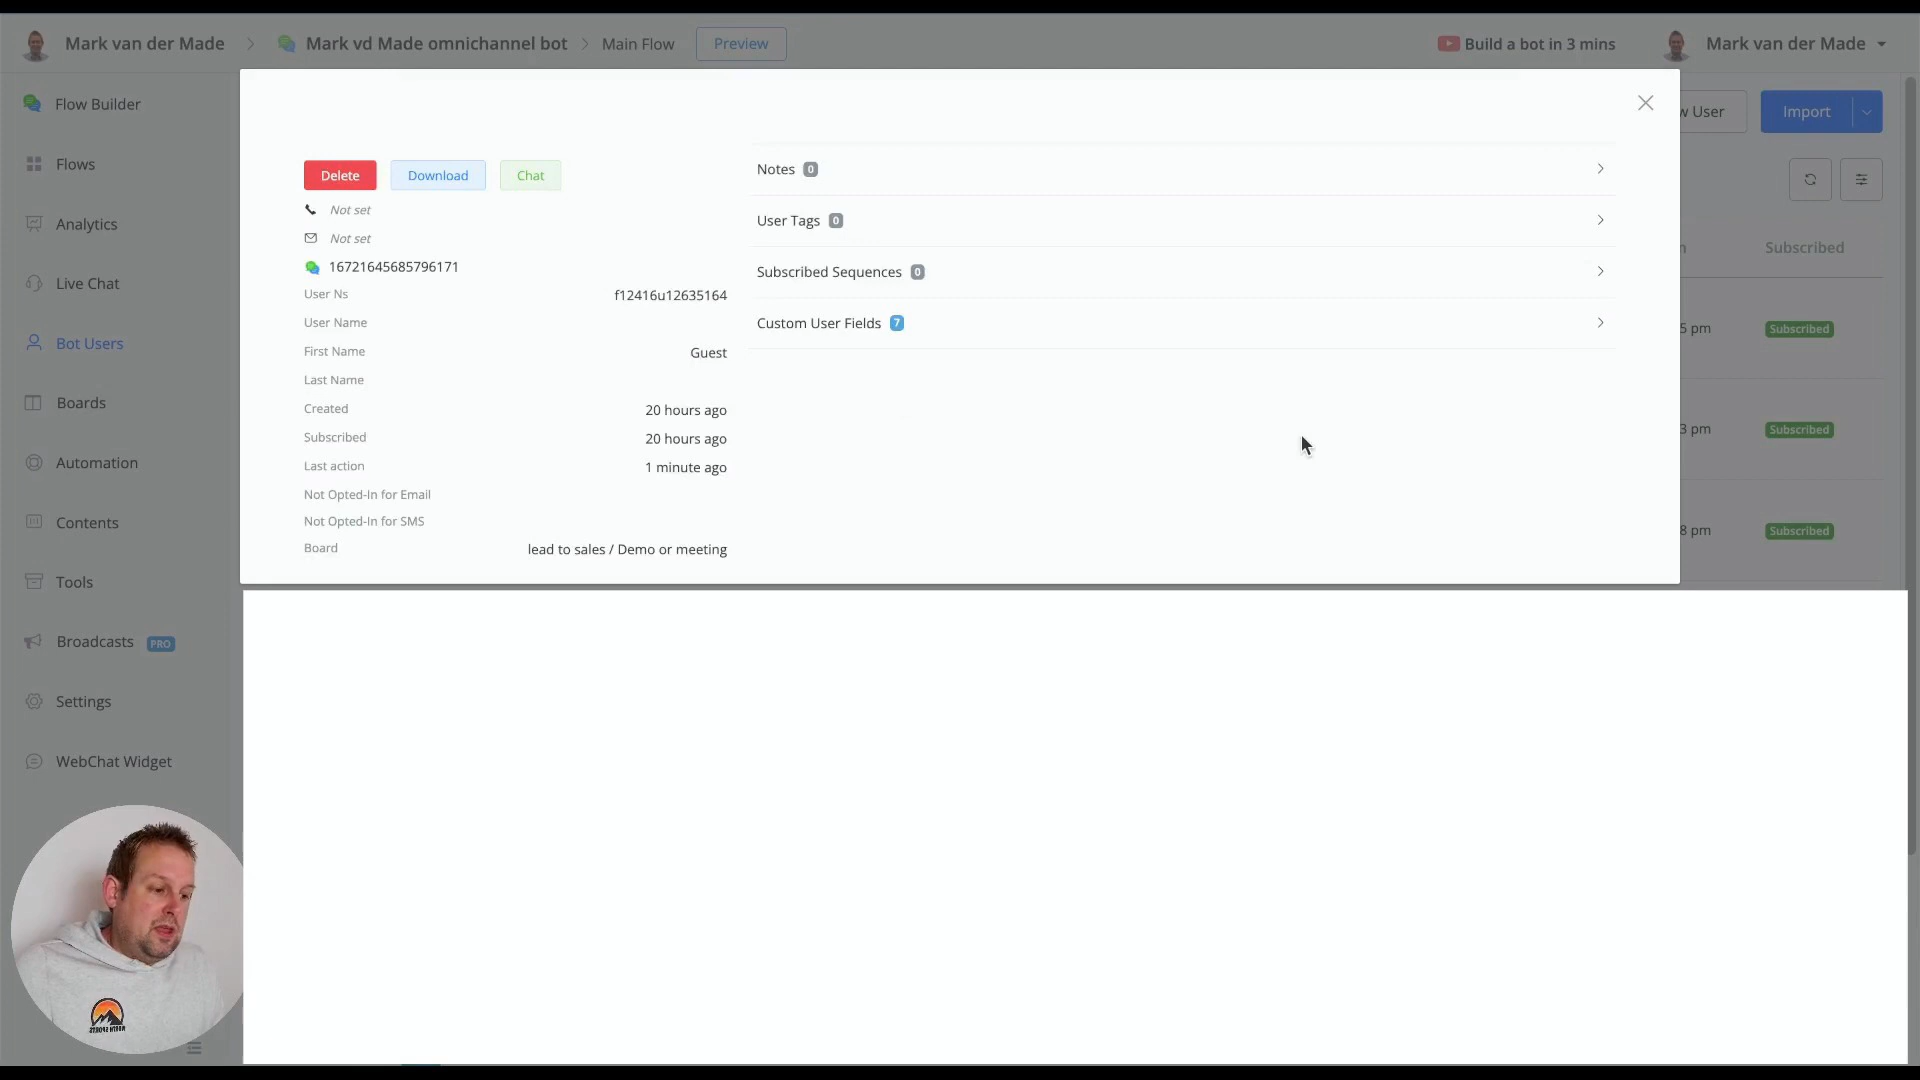 Mark van der Made
Mark vd Made omnichannel bot
Main Flow
Preview
Build a bot in 3 mins
Mark van der Made
Flow Builder
Flows
Analytics
Live Chat
Bot Users
Boards
Automation
Contents
Tools
Broadcasts PRO
Settings
WebChat Widget
w User
Import
Delete
Download
Chat
Not set
Not set
16721645685796171
User Ns f12416u12635164
User Name
First Name Guest
Last Name
Created 20 hours ago
Subscribed 20 hours ago
Last action 1 minute ago
Not Opted-In for Email
Not Opted-In for SMS
Board lead to sales / Demo or meeting
Notes 0
User Tags 0
Subscribed Sequences 0
Custom User Fields 7
n Subscribed
5 pm Subscribed
3 pm Subscribed
8 pm Subscribed